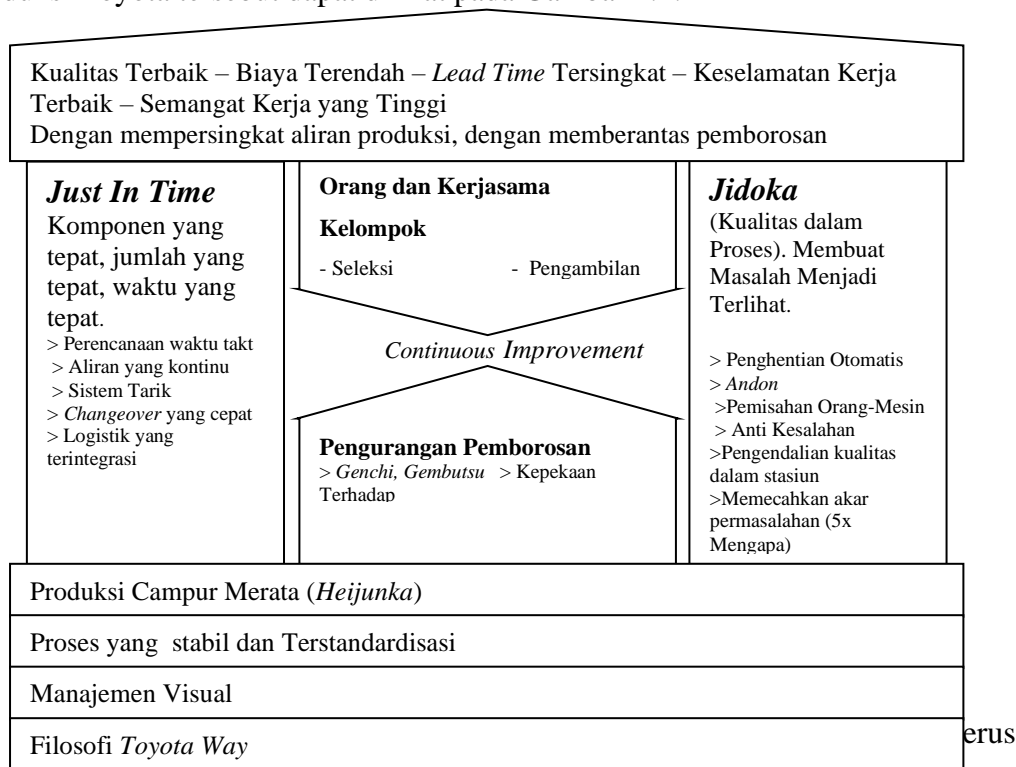 Kualitas Terbaik – Biaya Terendah – Lead Time Tersingkat – Keselamatan Kerja
Terbaik – Semangat Kerja yang Tinggi
Dengan mempersingkat aliran produksi, dengan memberantas pemborosan
Just In Time
Komponen yang
tepat, jumlah yang
tepat, waktu yang
tepat.
> Perencanaan waktu takt
> Aliran yang kontinu
> Sistem Tarik
> Changeover yang cepat
> Logistik yang
terintegrasi
Orang dan Kerjasama
Kelompok
- Seleksi - Pengambilan
Continuous Improvement
Pengurangan Pemborosan
> Genchi, Gembutsu > Kepekaan
Terhadap
Jidoka
(Kualitas dalam
Proses). Membuat
Masalah Menjadi
Terlihat.
> Penghentian Otomatis
> Andon
>Pemisahan Orang-Mesin
> Anti Kesalahan
>Pengendalian kualitas
dalam stasiun
>Memecahkan akar
permasalahan (5x
Mengapa)
Produksi Campur Merata (Heijunka)
Proses yang stabil dan Terstandardisasi
Manajemen Visual
Filosofi Toyota Way
erus